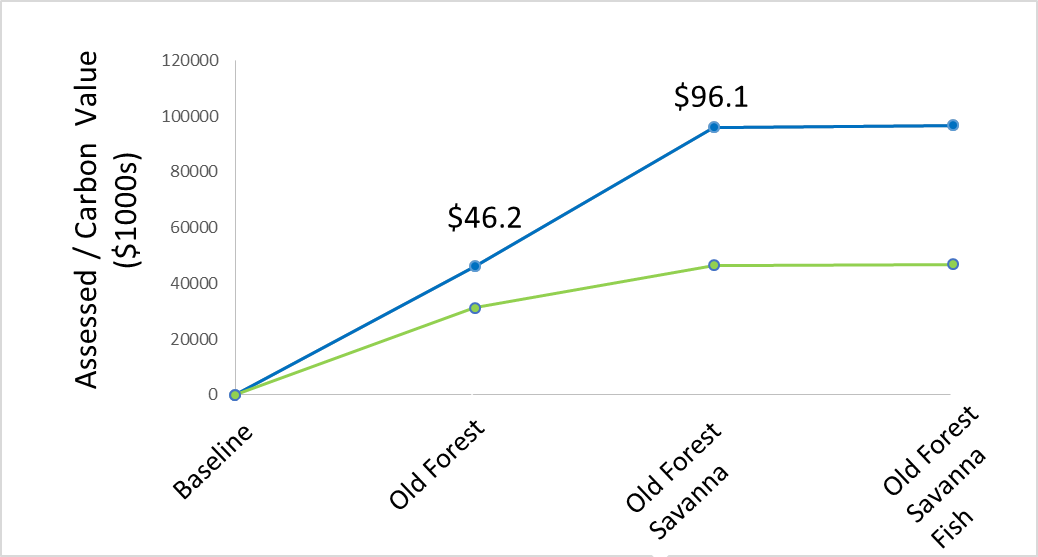 Assessed / Carbon Value
($1000s)
120000
100000
80000
60000
40000
20000
0
$46.2
$96.1
Baseline
Old Forest
Old Forest
Savanna
Old Forest
Savanna
Fish